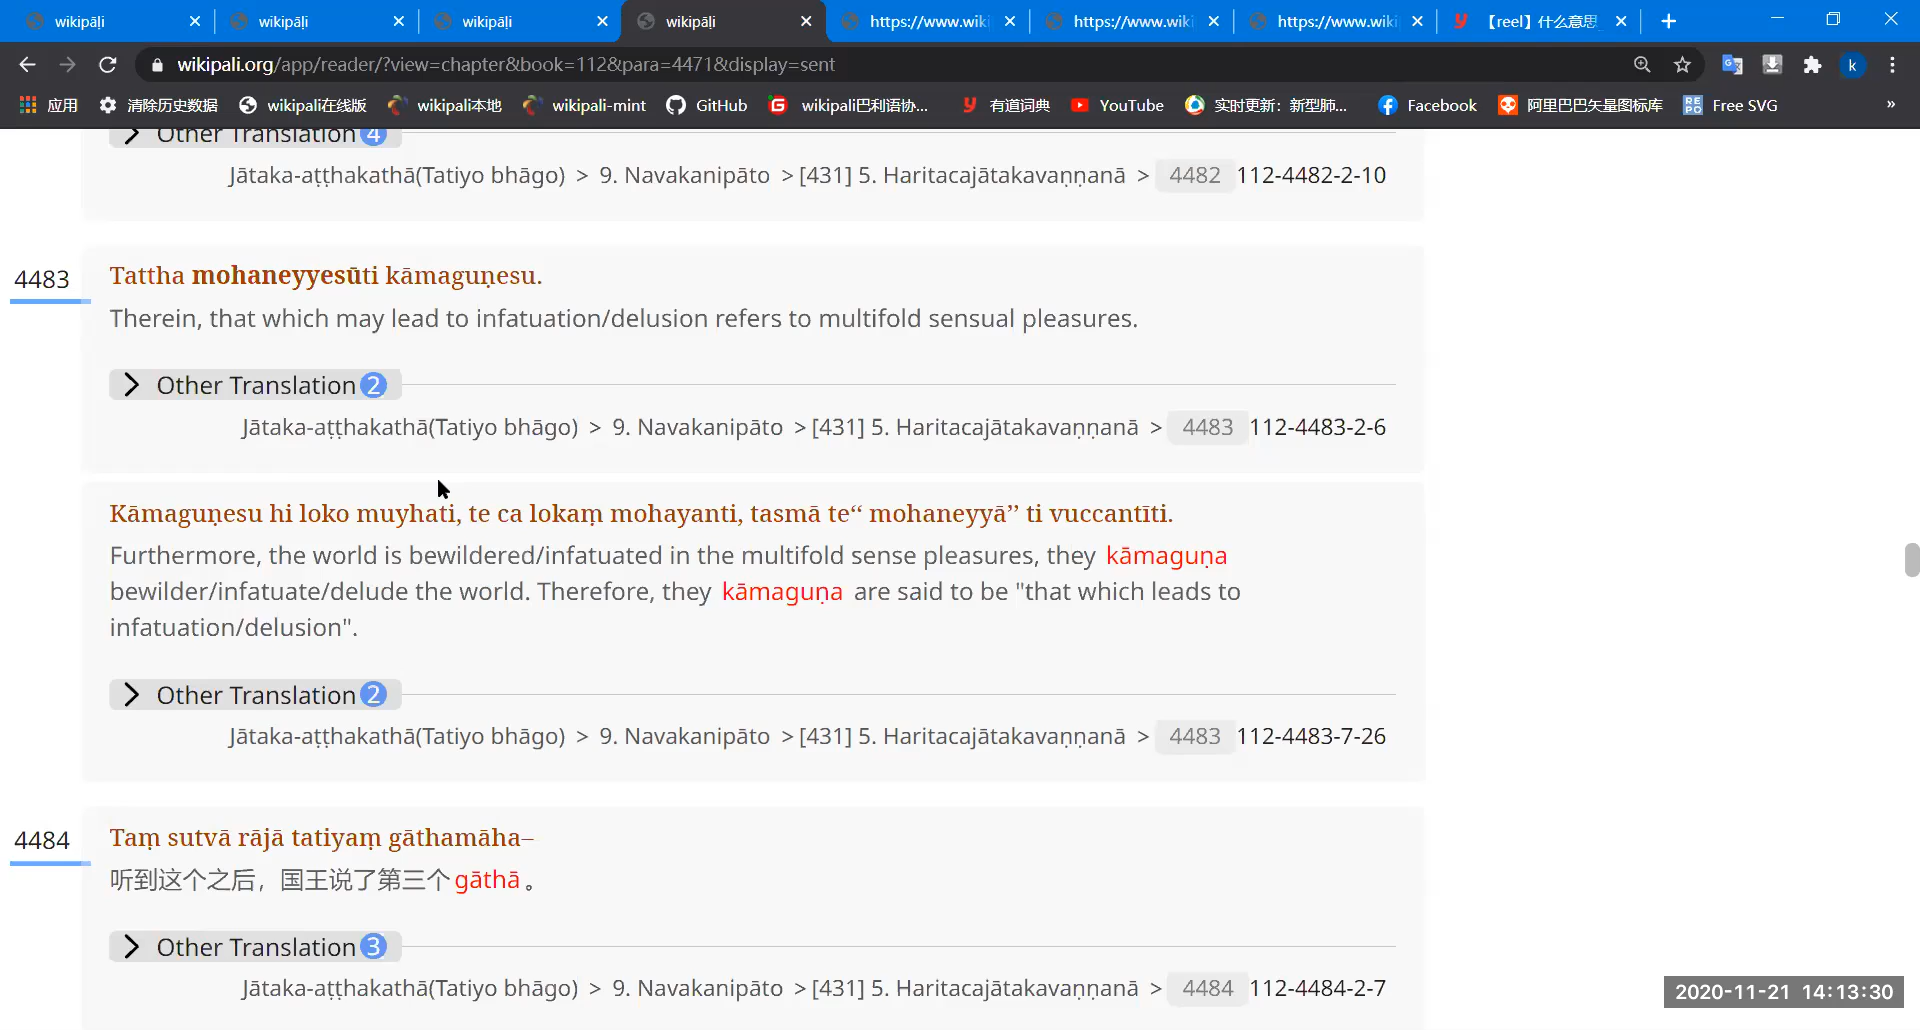 wikipāḷi
wikipāḷi
wikipāḷi
wikipāḷi
https://www.wiki
https://www.wiki
https://www.wiki
【reel】什么意思
wikipali.org/app/reader/?view=chapter&book=112&para=4471&display=sent
k
应用
清除历史数据
wikipali在线版
wikipali本地
wikipali-mint
GitHub
wikipali巴利语协...
有道词典
YouTube
实时更新：新型肺...
Facebook
阿里巴巴矢量图标库
Free SVG
»
Other Translation 4
Jātaka-aṭṭhakathā(Tatiyo bhāgo) > 9. Navakanipāto >[431] 5. Haritacajātakavaṇṇanā > 4482 112-4482-2-10
4483
Tattha mohaneyyesūti kāmaguṇesu.
Therein, that which may lead to infatuation/delusion refers to multifold sensual pleasures.
Other Translation 2
Jātaka-aṭṭhakathā(Tatiyo bhāgo) > 9. Navakanipāto >[431] 5. Haritacajātakavaṇṇanā > 4483 112-4483-2-6
Kāmaguṇesu hi loko muyhati, te ca lokaṃ mohayanti, tasmā te“ mohaneyyā” ti vuccantīti.
Furthermore, the world is bewildered/infatuated in the multifold sense pleasures, they kāmaguṇa
bewilder/infatuate/delude the world. Therefore, they kāmaguṇa are said to be "that which leads to
infatuation/delusion".
Other Translation 2
Jātaka-aṭṭhakathā(Tatiyo bhāgo) > 9. Navakanipāto >[431] 5. Haritacajātakavaṇṇanā > 4483 112-4483-7-26
4484
Taṃ sutvā rājā tatiyaṃ gāthamāha–
听到这个之后，国王说了第三个gāthā。
Other Translation 3
Jātaka-aṭṭhakathā(Tatiyo bhāgo) > 9. Navakanipāto >[431] 5. Haritacajātakavaṇṇanā > 4484 112-4484-2-7
2020-11-21 14:13:30